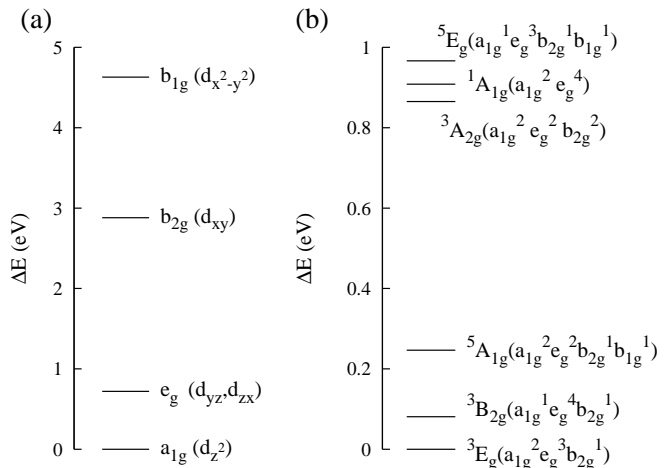 (a)
5
4
3
2
1
0
ΔE (eV)
b1g (dx²-y²)
b2g (dxy)
eg (dyz,dzx)
a1g (dz²)
(b)
1
0.8
0.6
0.4
0.2
0
ΔE (eV)
⁵Eg(a1g¹eg³b2g¹b1g¹)
¹A1g(a1g² eg⁴)
³A2g(a1g² eg² b2g²)
⁵A1g(a1g²eg²b2g¹b1g¹)
³B2g(a1g¹eg⁴b2g¹)
³Eg(a1g²eg³b2g¹)